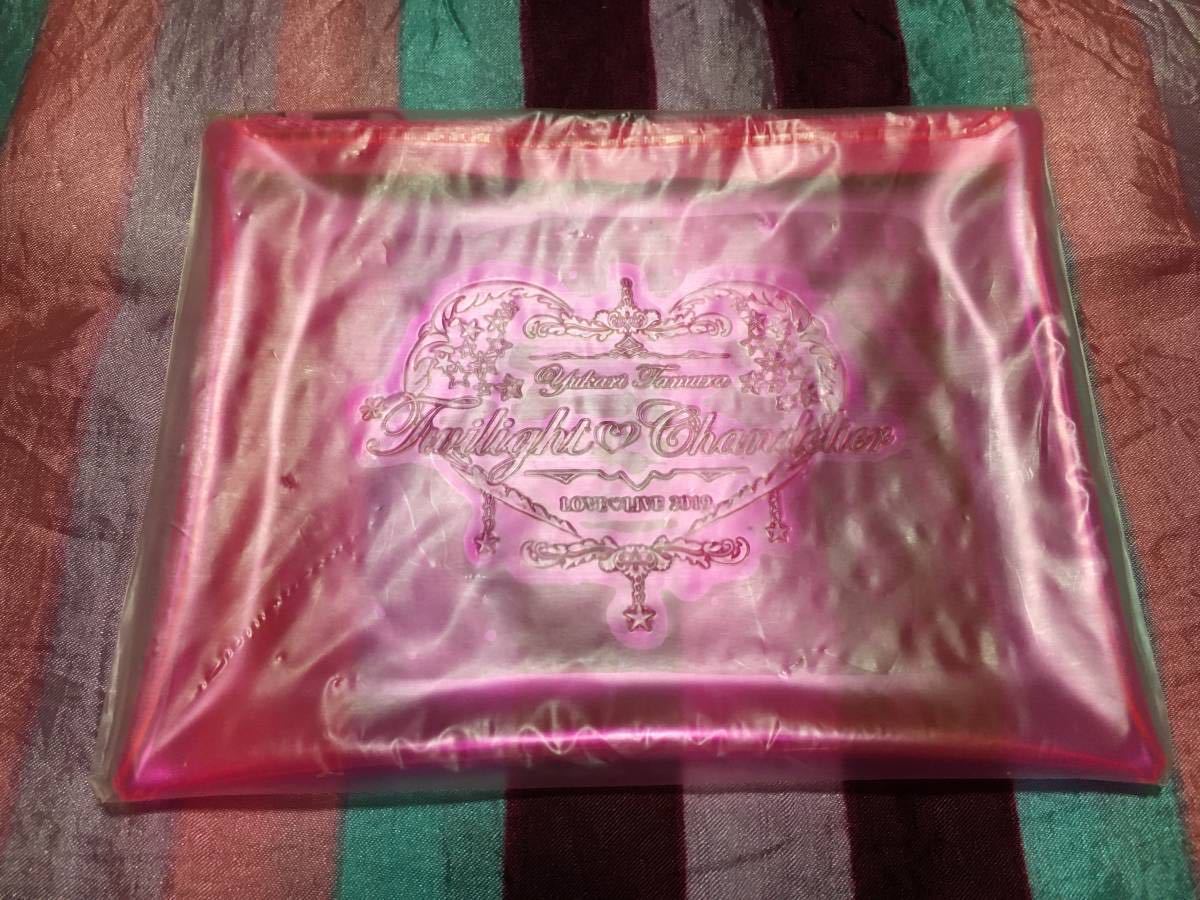 Yukari Tamura
Twilight♡Chandelier
LOVE♡LIVE 2019